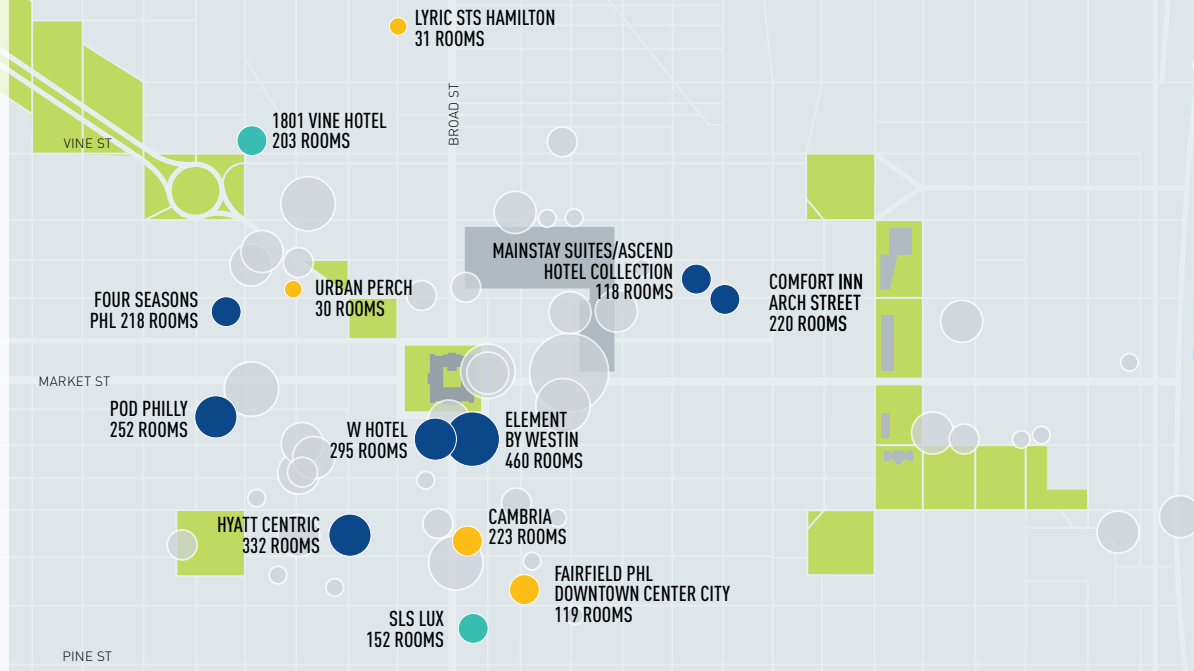 LYRIC STS HAMILTON
31 ROOMS
BROAD ST
1801 VINE HOTEL
203 ROOMS
VINE ST
MAINSTAY SUITES/ASCEND
HOTEL COLLECTION
118 ROOMS
COMFORT INN
ARCH STREET
220 ROOMS
URBAN PERCH
30 ROOMS
FOUR SEASONS
PHL 218 ROOMS
MARKET ST
POD PHILLY
252 ROOMS
W HOTEL
295 ROOMS
ELEMENT
BY WESTIN
460 ROOMS
HYATT CENTRIC
332 ROOMS
CAMBRIA
223 ROOMS
FAIRFIELD PHL
DOWNTOWN CENTER CITY
119 ROOMS
SLS LUX
152 ROOMS
PINE ST